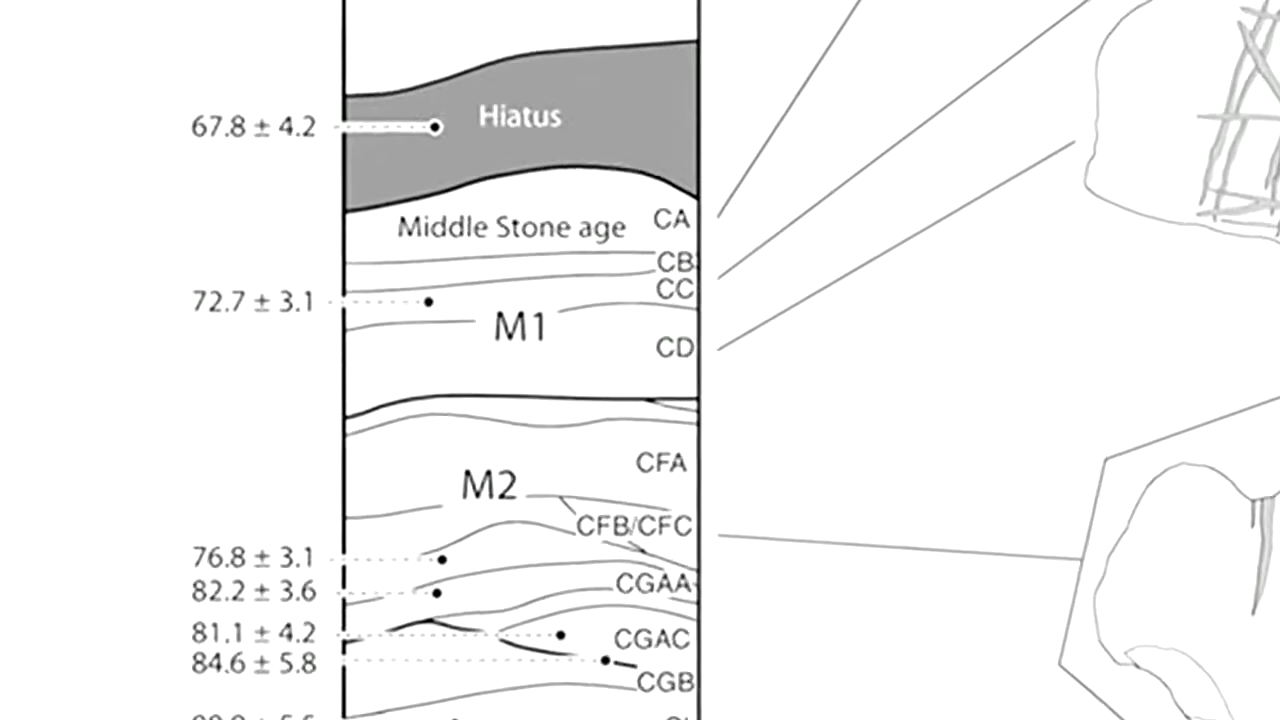 Hiatus
67.8 ± 4.2
Middle Stone age
CA
CB
CC
72.7 ± 3.1
M1
CD
CFA
M2
CFB/CFC
76.8 ± 3.1
CGAA
82.2 ± 3.6
81.1 ± 4.2
CGAC
84.6 ± 5.8
CGB